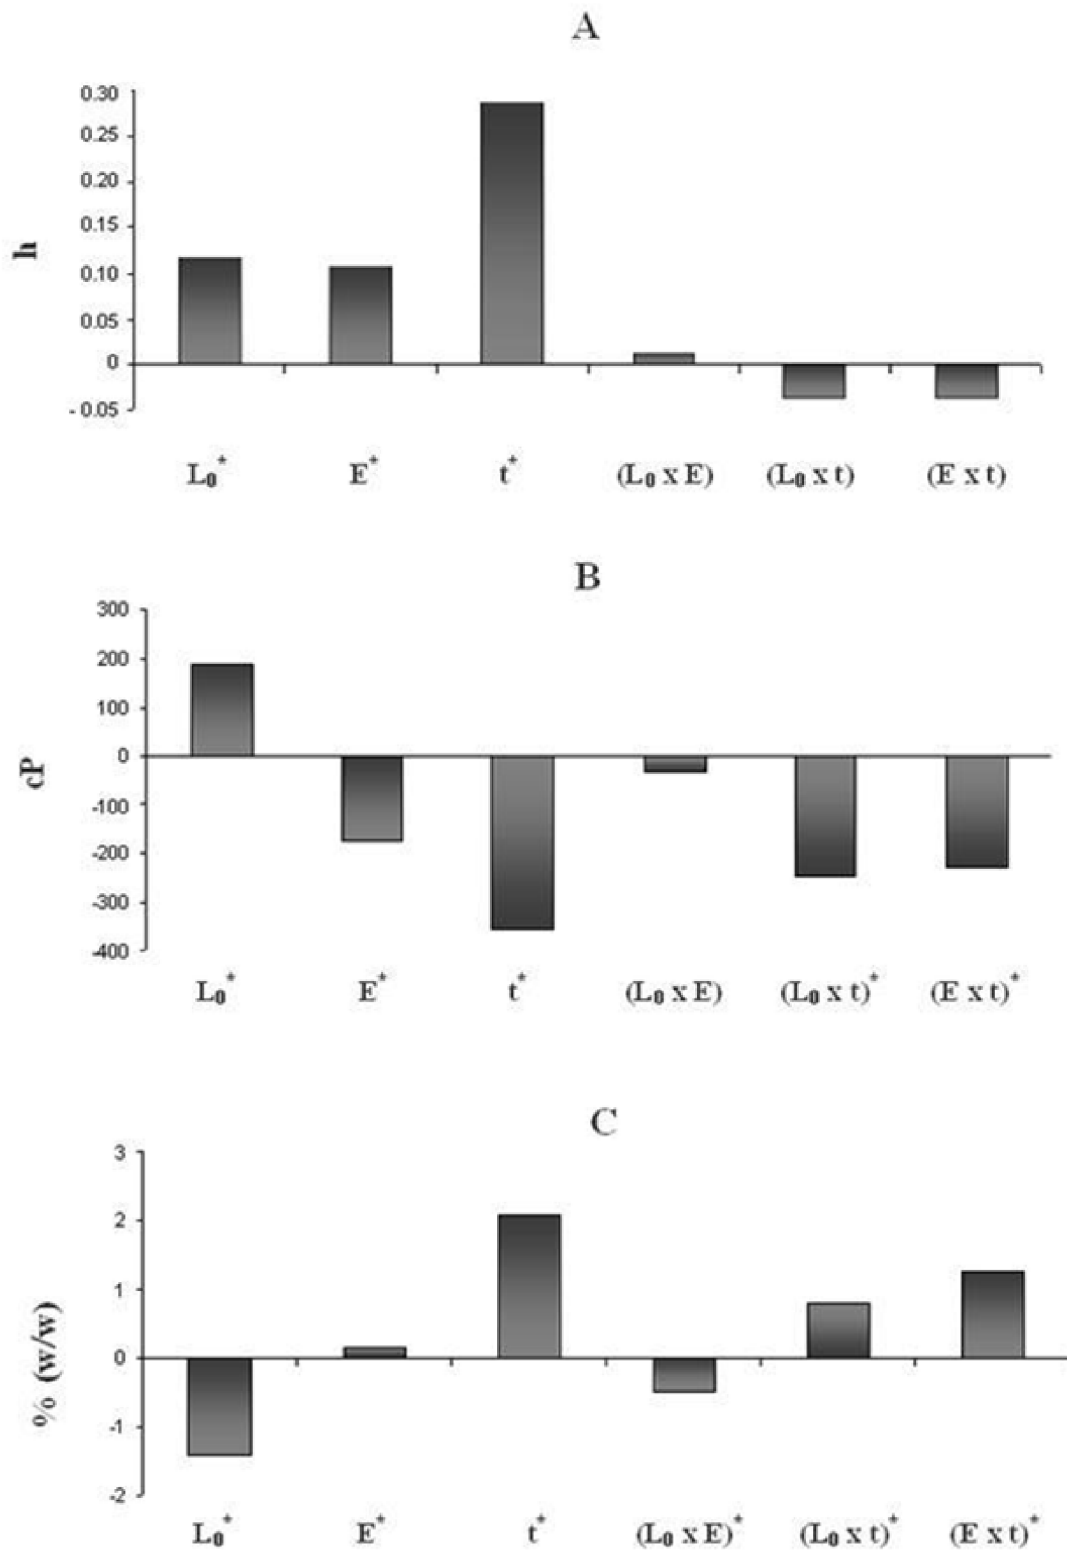 A
0.30
0.25
0.20
0.15
0.10
0.05
0
- 0.05
h
L₀* E* t* (L₀ x E) (L₀ x t) (E x t)
B
300
200
100
0
-100
-200
-300
-400
cP
L₀* E* t* (L₀ x E) (L₀ x t)* (E x t)*
C
3
2
1
0
-1
-2
% (w/w)
L₀* E* t* (L₀ x E)* (L₀ x t)* (E x t)*